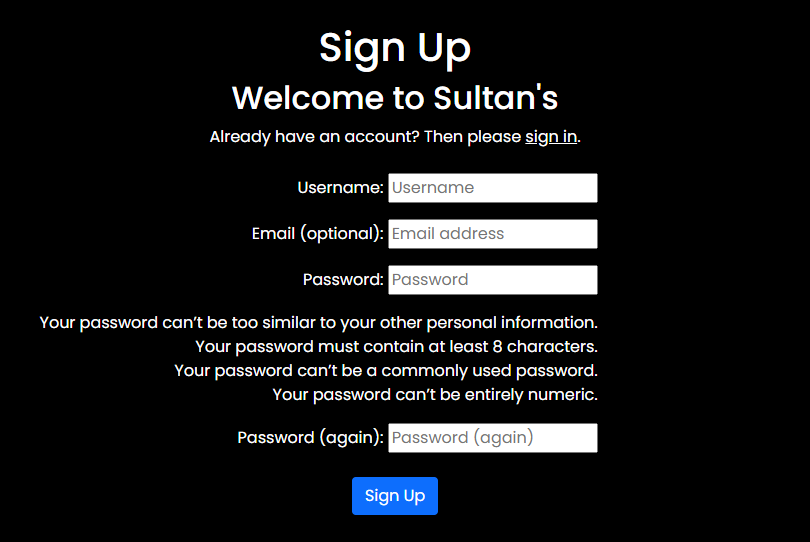 Sign Up
Welcome to Sultan's
Already have an account? Then please sign in.
Username: Username
Email (optional): Email address
Password: Password
Your password can’t be too similar to your other personal information.
Your password must contain at least 8 characters.
Your password can’t be a commonly used password.
Your password can’t be entirely numeric.
Password (again): Password (again)
Sign Up